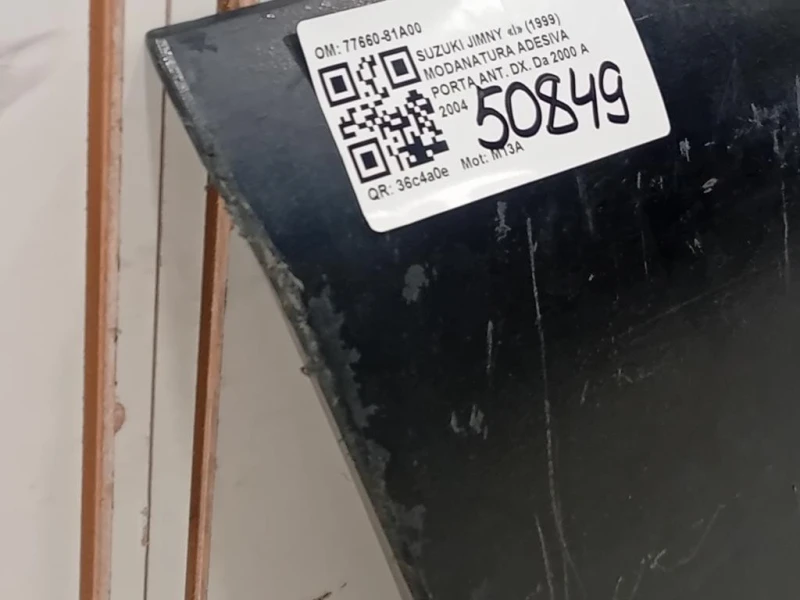 OM: 77660-81A00
SUZUKI JIMNY «I» (1999)
MODANATURA ADESIVA
PORTA ANT. DX. Da 2000 A
2004
50849
QR: 36c4a0e Mot: M13A